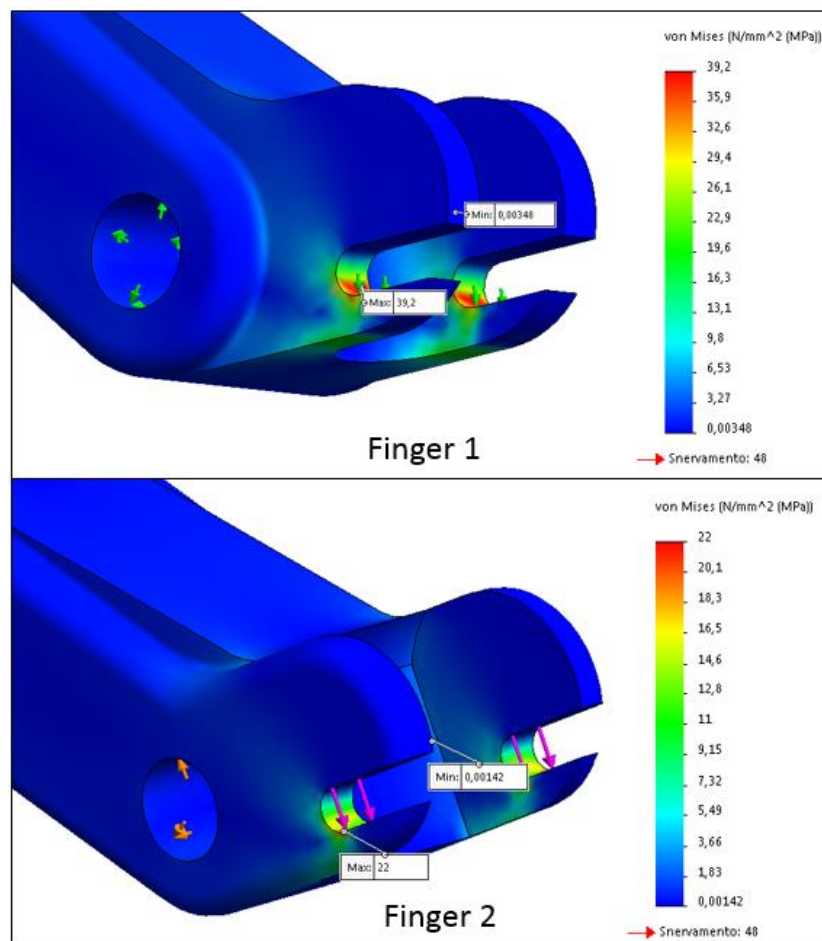 von Mises (N/mm^2 (MPa))
39,2
35,9
32,7
29,4
26,1
22,9
19,6
16,3
13,1
9,8
6,53
3,27
0,00348
Snervamento: 48
Min: 0,00348
Max: 39,2
Finger 1
von Mises (N/mm^2 (MPa))
22
20,1
18,3
16,5
14,6
12,8
11
9,15
7,32
5,49
3,66
1,83
0,00142
Snervamento: 48
Min: 0,00142
Max: 22
Finger 2